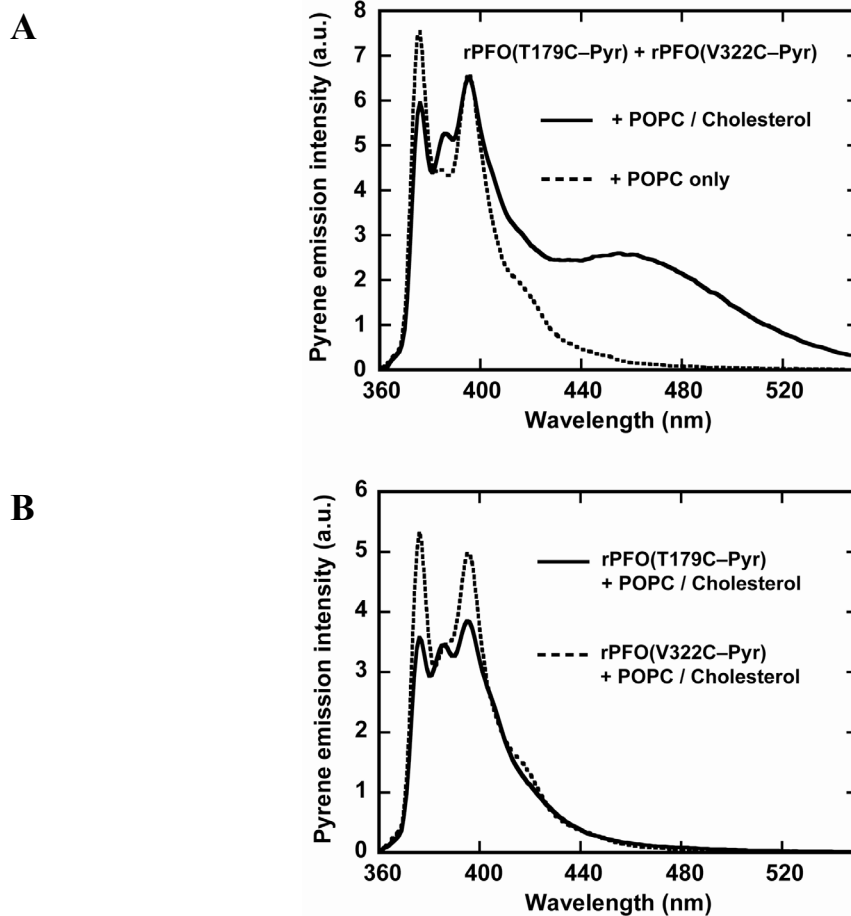 A
Pyrene emission intensity (a.u.)
8
7
6
5
4
3
2
1
0
rPFO(T179C–Pyr) + rPFO(V322C–Pyr)
+ POPC / Cholesterol
+ POPC only
360
400
440
480
520
Wavelength (nm)
B
Pyrene emission intensity (a.u.)
6
5
4
3
2
1
0
rPFO(T179C–Pyr)
+ POPC / Cholesterol
rPFO(V322C–Pyr)
+ POPC / Cholesterol
360
400
440
480
520
Wavelength (nm)